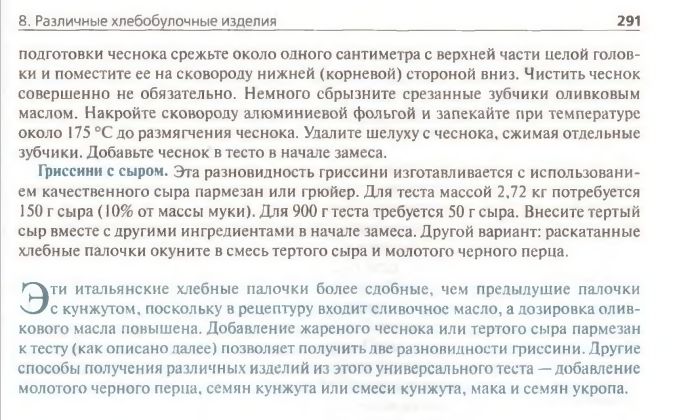 8. Различные хлебобулочные изделия 291
подготовки чеснока срежьте около одного сантиметра с верхней части целой голов-
ки и поместите ее на сковороду нижней (корневой) стороной вниз. Чистить чеснок
совершенно не обязательно. Немного сбрызните срезанные зубчики оливковым
маслом. Накройте сковороду алюминиевой фольгой и запекайте при температуре
около 175 °С до размягчения чеснока. Удалите шелуху с чеснока, сжимая отдельные
зубчики. Добавьте чеснок в тесто в начале замеса.
Гриссини с сыром. Эта разновидность гриссини изготавливается с использовани-
ем качественного сыра пармезан или грюйер. Для теста массой 2,72 кг потребуется
150 г сыра (10% от массы муки). Для 900 г теста требуется 50 г сыра. Внесите тертый
сыр вместе с другими ингредиентами в начале замеса. Другой вариант: раскатанные
хлебные палочки окуните в смесь тертого сыра и молотого черного перца.
Эти итальянские хлебные палочки более сдобные, чем предыдущие палочки
с кунжутом, поскольку в рецептуру входит сливочное масло, а дозировка олив-
кового масла повышена. Добавление жареного чеснока или тертого сыра пармезан
к тесту (как описано далее) позволяет получить две разновидности гриссини. Другие
способы получения различных изделий из этого универсального теста — добавление
молотого черного перца, семян кунжута или смеси кунжута, мака и семян укропа.